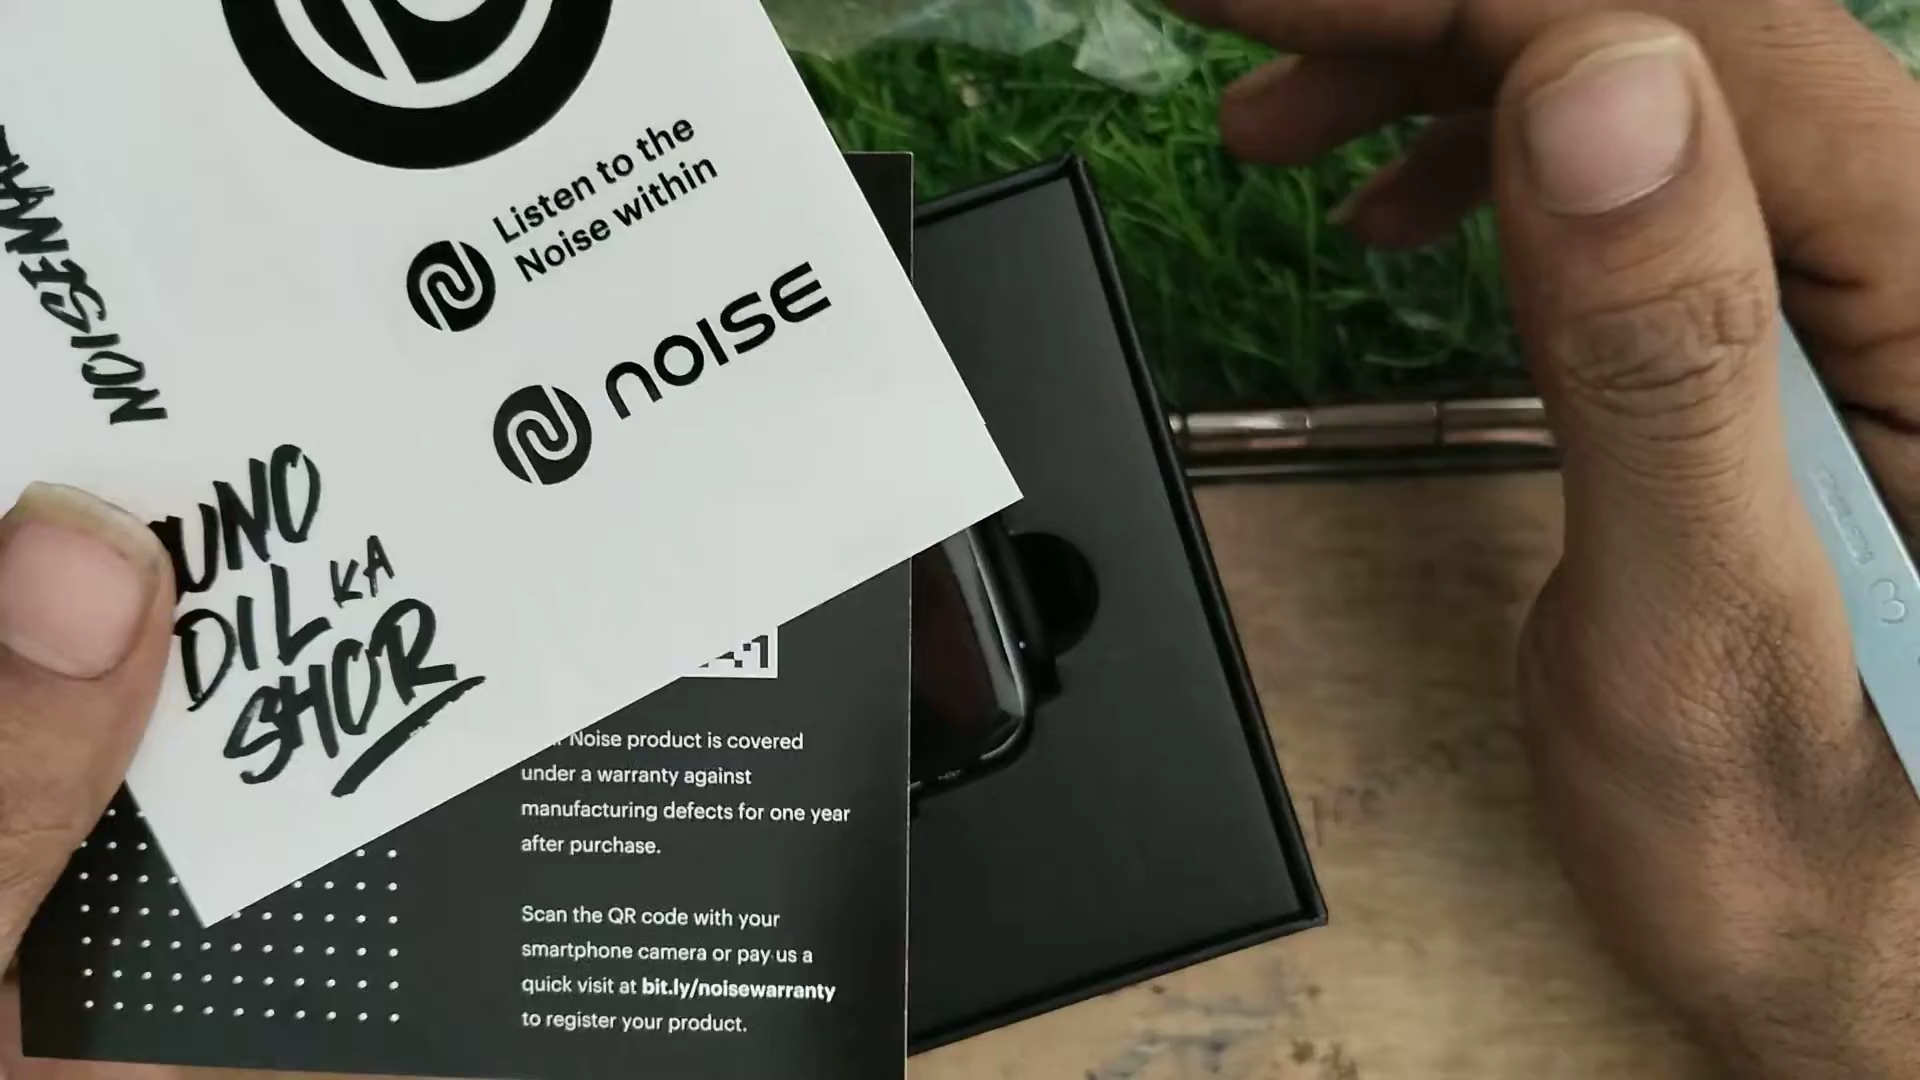 Listen to the
Noise within
NOISE
NOISEMA
UNO
DIL KA
SHOR
Noise product is covered
under a warranty against
manufacturing defects for one year
after purchase.
Scan the QR code with your
smartphone camera or pay us a
quick visit at bit.ly/noisewarranty
to register your product.